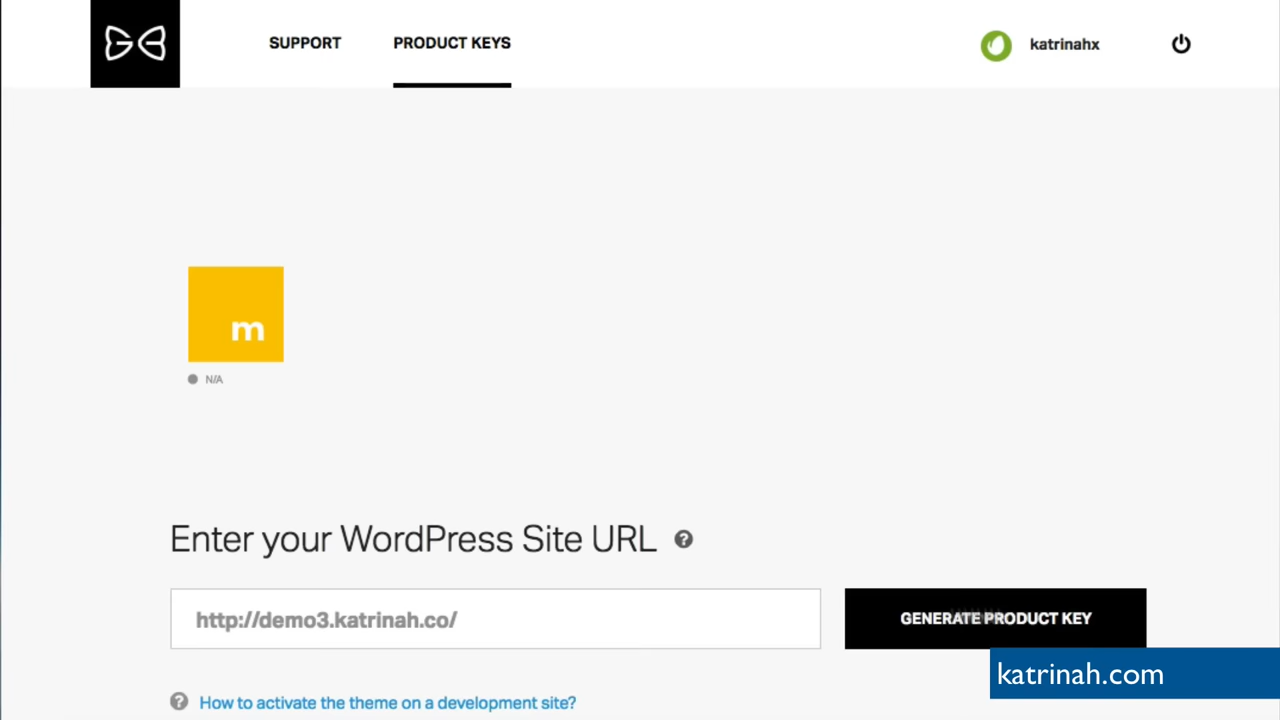 SUPPORT
PRODUCT KEYS
katrinahx
m
N/A
Enter your WordPress Site URL ?
http://demo3.katrinah.co/
GENERATE PRODUCT KEY
katrinah.com
? How to activate the theme on a development site?